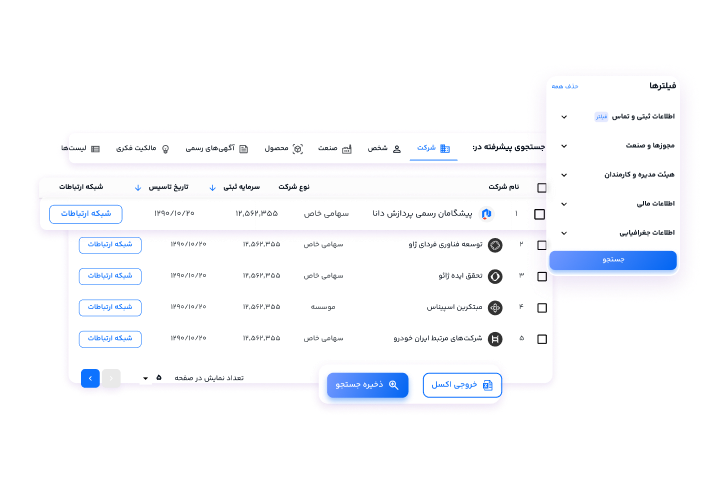 فیلترها
حذف همه
اطلاعات ثبتی و تماس
فیلتر
مجوزها و صنعت
هیئت مدیره و کارمندان
اطلاعات مالی
اطلاعات جغرافیایی
جستجو
جستجوی پیشرفته در: شرکت شخص صنعت محصول آگهی‌های رسمی مالکیت فکری لیست‌ها
نام شرکت نوع شرکت سرمایه ثبتی تاریخ تاسیس شبکه ارتباطات
۱ پیشگامان رسمی پردازش دانا سهامی خاص ۱۲,۵۶۲,۳۵۵ ۱۲۹۰/۱۰/۲۰ شبکه ارتباطات
۲ توسعه فناوری فردای ژاو سهامی خاص ۱۲,۵۶۲,۳۵۵ ۱۲۹۰/۱۰/۲۰ شبکه ارتباطات
۳ تحقق ایده ژائو سهامی خاص ۱۲,۵۶۲,۳۵۵ ۱۲۹۰/۱۰/۲۰ شبکه ارتباطات
۴ مبتکرین اسپیناس موسسه ۱۲,۵۶۲,۳۵۵ ۱۲۹۰/۱۰/۲۰ شبکه ارتباطات
۵ شرکت‌های مرتبط ایران خودرو سهامی خاص ۱۲,۵۶۲,۳۵۵ ۱۲۹۰/۱۰/۲۰ شبکه ارتباطات
خروجی اکسل
ذخیره جستجو
تعداد نمایش در صفحه ۵